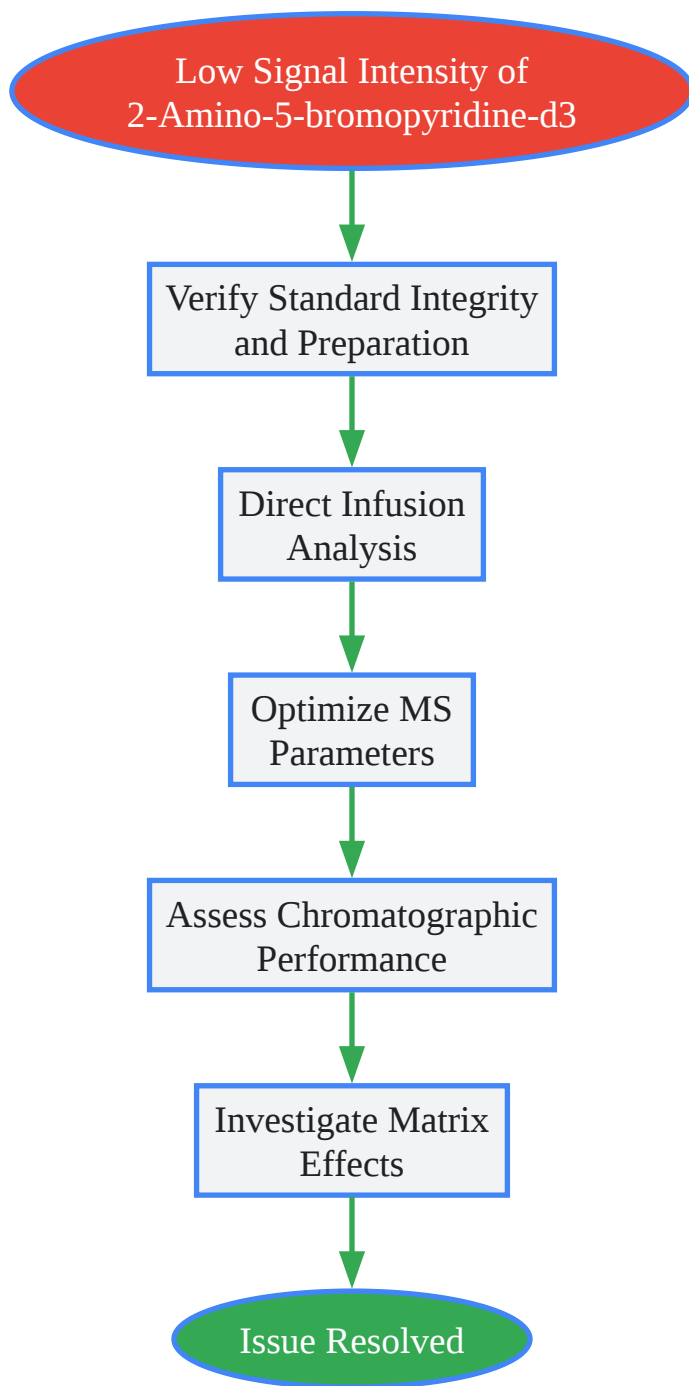 Low Signal Intensity of
2-Amino-5-bromopyridine-d3
Verify Standard Integrity
and Preparation
Direct Infusion
Analysis
Optimize MS
Parameters
Assess Chromatographic
Performance
Investigate Matrix
Effects
Issue Resolved